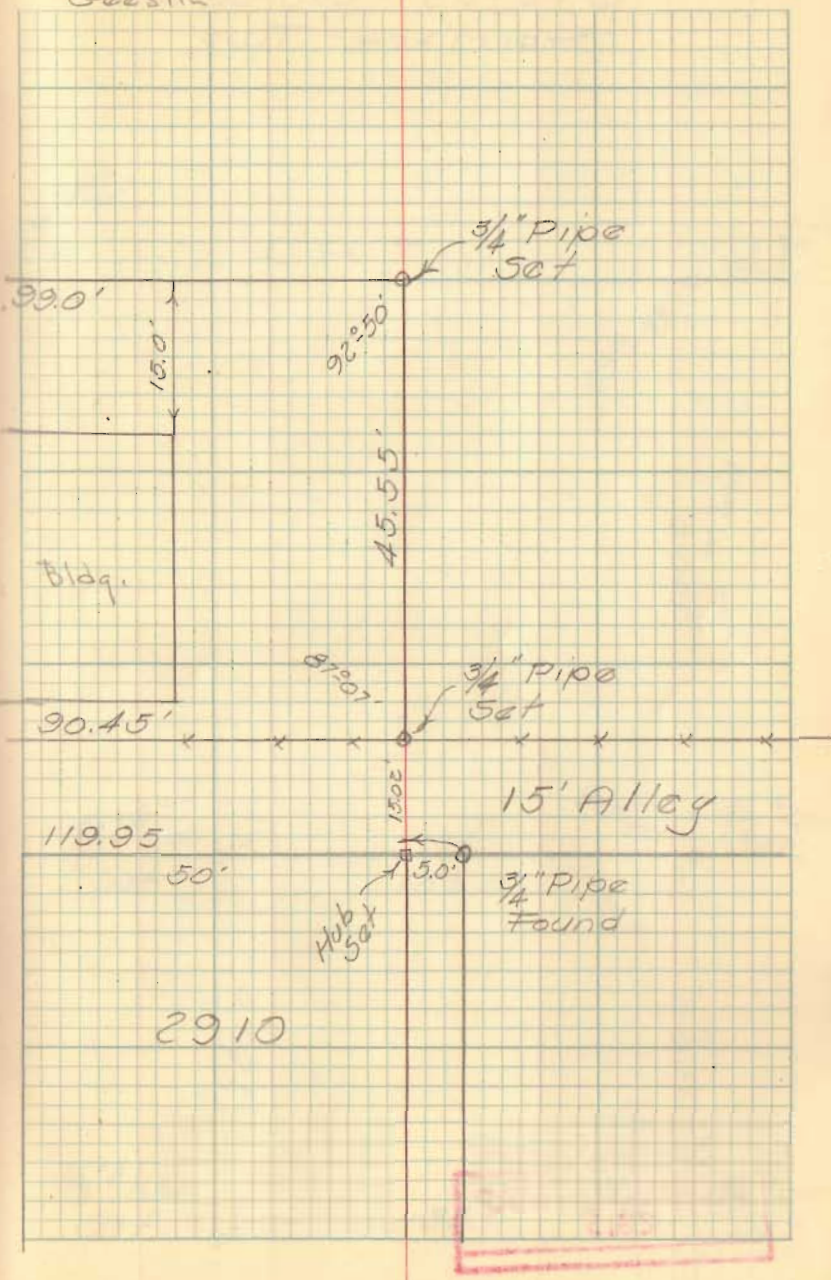 3/4" Pipe
Set
99.0'
15.0'
92°-50'
45.55'
Bldg.
87°-07'
3/4" Pipe
Set
90.45'
15.02'
15' Alley
119.95
50'
5.0'
3/4" Pipe
Found
Hub
Set
2910